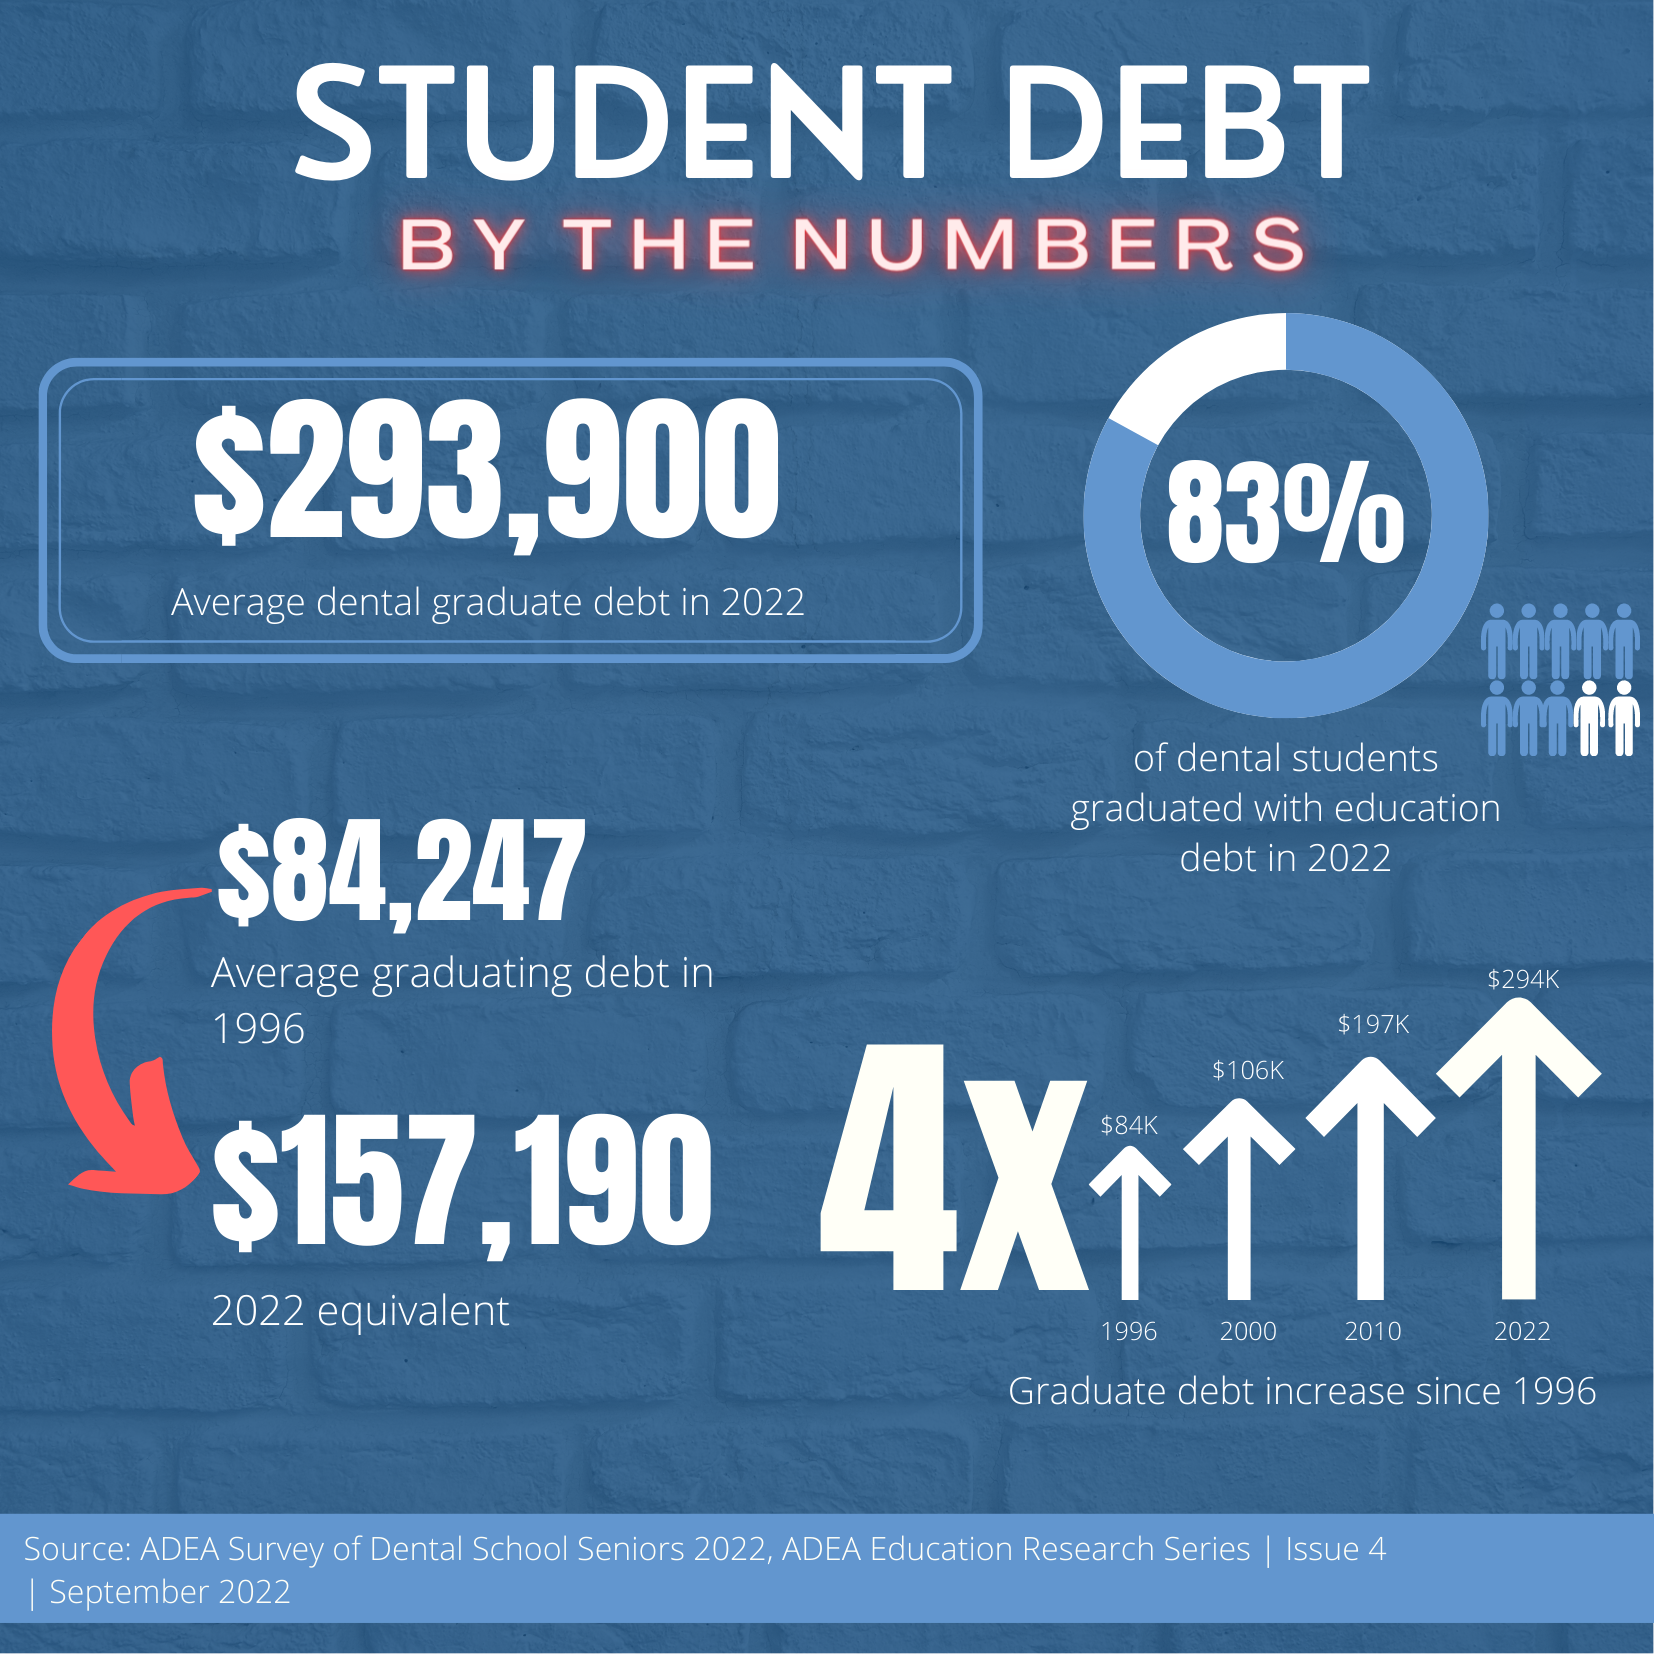 STUDENT DEBT
BY THE NUMBERS
$293,900
Average dental graduate debt in 2022
83%
of dental students
graduated with education
debt in 2022
$84,247
Average graduating debt in
1996
$157,190
2022 equivalent
4x
$84K
$106K
$197K
$294K
1996
2000
2010
2022
Graduate debt increase since 1996
Source: ADEA Survey of Dental School Seniors 2022, ADEA Education Research Series | Issue 4
| September 2022